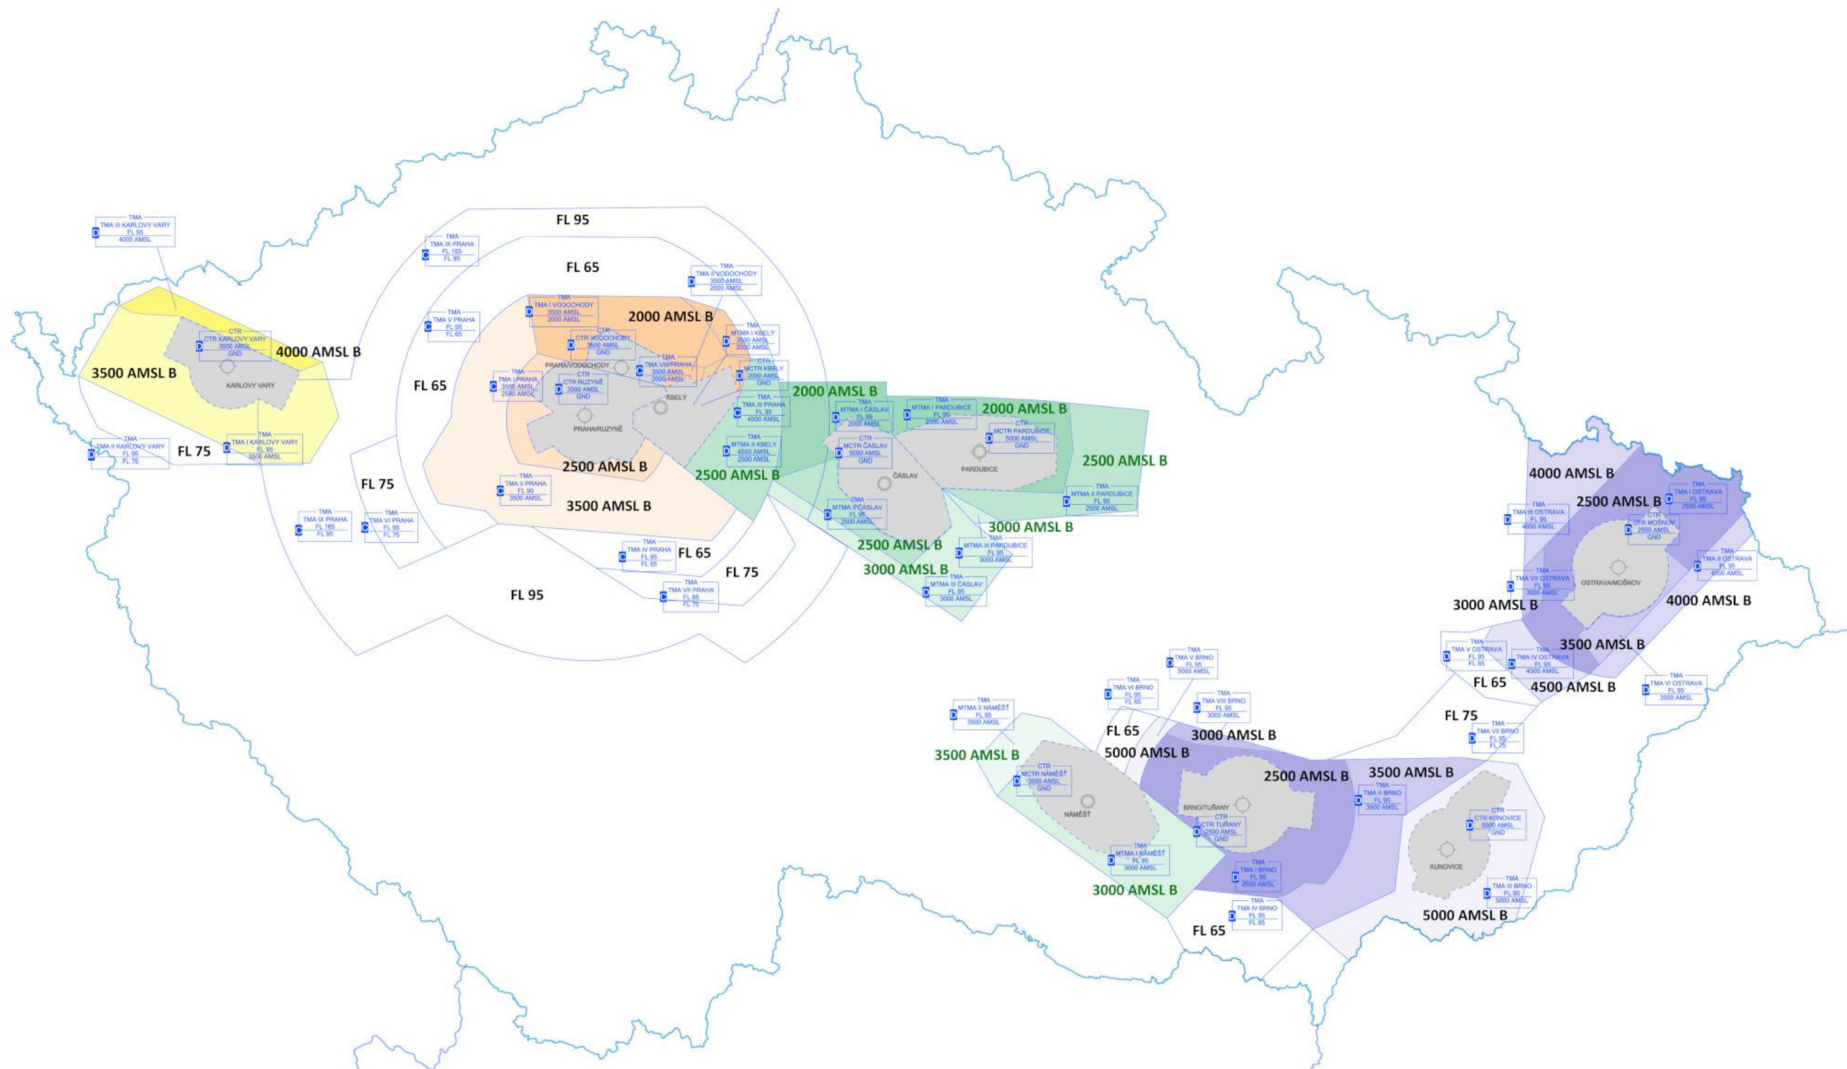 FL 95
TMA
TMA III KARLOVY VARY
D
FL 95
4000 AMSL
TMA
TMA IX PRAHA
C
FL 165
FL 95
FL 65
TMA
TMA II VODOCHODY
D
3500 AMSL
2000 AMSL
TMA
TMA I VODOCHODY
D
3500 AMSL
2000 AMSL
2000 AMSL B
TMA
TMA V PRAHA
C
FL 95
FL 65
CTR
CTR KARLOVY VARY
D
3500 AMSL
GND
4000 AMSL B
3500 AMSL B
KARLOVY VARY
CTR
CTR VODOCHODY
D
3500 AMSL
GND
TMA
MTMA I KBELY
D
3500 AMSL
2000 AMSL
PRAHA/VODOCHODY
TMA
TMA VIII PRAHA
C
3500 AMSL
2000 AMSL
CTR
MCTR KBELY
D
2000 AMSL
GND
FL 65
TMA
TMA I PRAHA
C
3500 AMSL
2500 AMSL
CTR
CTR RUZYNĚ
D
3500 AMSL
GND
KBELY
PRAHA/RUZYNĚ
2000 AMSL B
TMA
TMA III PRAHA
C
FL 95
4500 AMSL
TMA
MTMA I ČÁSLAV
D
FL 95
2000 AMSL
TMA
MTMA I PARDUBICE
D
FL 95
2000 AMSL
2000 AMSL B
TMA
TMA II KARLOVY VARY
D
FL 95
FL 75
FL 75
TMA
TMA I KARLOVY VARY
D
FL 95
3500 AMSL
TMA
MTMA II KBELY
D
4500 AMSL
2500 AMSL
CTR
MCTR ČÁSLAV
D
5000 AMSL
GND
CTR
MCTR PARDUBICE
D
5000 AMSL
GND
PARDUBICE
2500 AMSL B
2500 AMSL B
2500 AMSL B
ČÁSLAV
FL 75
TMA
TMA II PRAHA
C
FL 95
3500 AMSL
3500 AMSL B
TMA
MTMA II ČÁSLAV
D
FL 95
2500 AMSL
TMA
MTMA II PARDUBICE
D
FL 95
2500 AMSL
3000 AMSL B
TMA
TMA IX PRAHA
C
FL 165
FL 95
TMA
TMA VI PRAHA
C
FL 95
FL 75
TMA
TMA IV PRAHA
C
FL 95
FL 65
FL 65
2500 AMSL B
3000 AMSL B
TMA
MTMA III PARDUBICE
D
FL 95
3000 AMSL
FL 75
FL 95
TMA
TMA VII PRAHA
C
FL 95
FL 75
TMA
MTMA III ČÁSLAV
D
FL 95
3000 AMSL
4000 AMSL B
2500 AMSL B
TMA
TMA I OSTRAVA
D
FL 95
2500 AMSL
TMA
TMA III OSTRAVA
D
FL 95
4000 AMSL
CTR
CTR MOŠNOV
D
2500 AMSL
GND
OSTRAVA/MOŠNOV
TMA
TMA II OSTRAVA
D
FL 95
4000 AMSL
TMA
TMA VII OSTRAVA
D
FL 95
3000 AMSL
3000 AMSL B
4000 AMSL B
3500 AMSL B
TMA
TMA V OSTRAVA
D
FL 95
FL 65
TMA
TMA IV OSTRAVA
D
FL 95
4500 AMSL
FL 65
4500 AMSL B
TMA
TMA VI OSTRAVA
D
FL 95
3500 AMSL
TMA
TMA V BRNO
D
FL 95
5000 AMSL
TMA
TMA VI BRNO
D
FL 95
FL 65
TMA
TMA VIII BRNO
D
FL 95
3000 AMSL
TMA
MTMA II NÁMĚŠŤ
D
FL 95
3500 AMSL
FL 65
3000 AMSL B
FL 75
TMA
TMA VII BRNO
D
FL 95
FL 75
3500 AMSL B
5000 AMSL B
2500 AMSL B
3500 AMSL B
CTR
MCTR NÁMĚŠŤ
D
5000 AMSL
GND
NÁMĚŠŤ
BRNO/TUŘANY
CTR
CTR TUŘANY
D
2500 AMSL
GND
TMA
TMA II BRNO
D
FL 95
3500 AMSL
CTR
CTR KUNOVICE
D
5000 AMSL
GND
KUNOVICE
TMA
MTMA I NÁMĚŠŤ
D
FL 95
3000 AMSL
3000 AMSL B
TMA
TMA I BRNO
D
FL 95
2500 AMSL
TMA
TMA III BRNO
D
FL 95
5000 AMSL
5000 AMSL B
TMA
TMA IV BRNO
D
FL 95
FL 65
FL 65